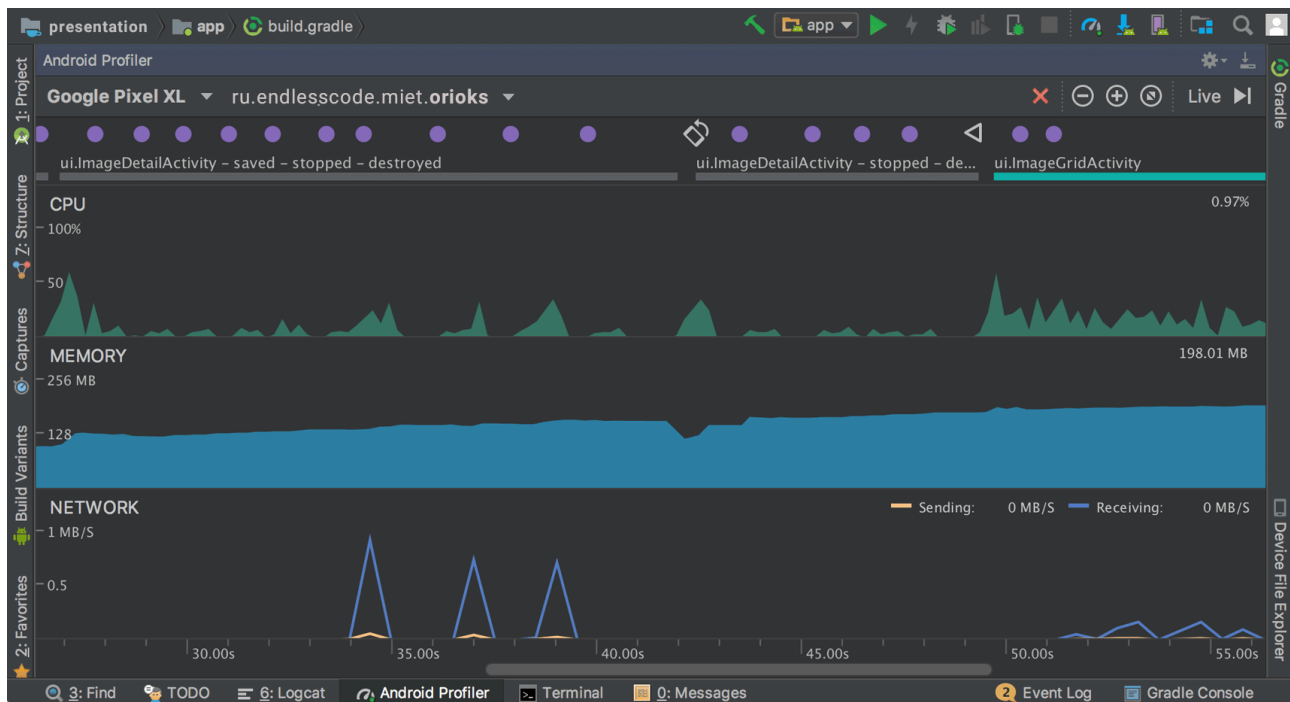 presentation app build.gradle app
Android Profiler
Google Pixel XL ru.endlesscode.miet.orioks Live
ui.ImageDetailActivity – saved – stopped – destroyed ui.ImageDetailActivity – stopped – de... ui.ImageGridActivity
CPU 0.97%
100%
50
MEMORY 198.01 MB
256 MB
128
NETWORK Sending: 0 MB/S Receiving: 0 MB/S
1 MB/S
0.5
30.00s 35.00s 40.00s 45.00s 50.00s 55.00s
1: Project
7: Structure
Captures
Build Variants
2: Favorites
Gradle
Device File Explorer
3: Find TODO 6: Logcat Android Profiler Terminal 0: Messages 2 Event Log Gradle Console